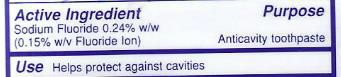 Active Ingredient Purpose
Sodium Fluoride 0.24% w/w
(0.15% w/v Fluoride Ion) Anticavity toothpaste
Use Helps protect against cavities